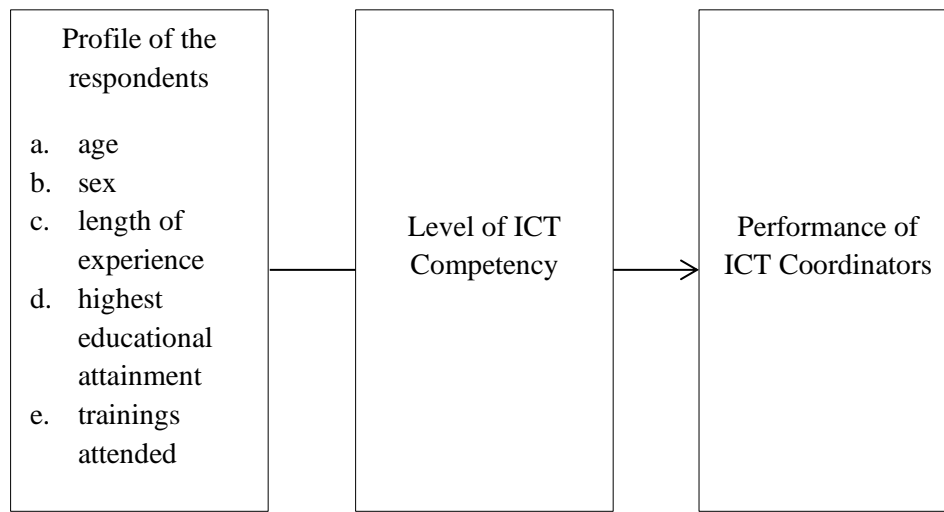 Profile of the
respondents
a. age
b. sex
c. length of
experience
d. highest
educational
attainment
e. trainings
attended
Level of ICT
Competency
Performance of
ICT Coordinators